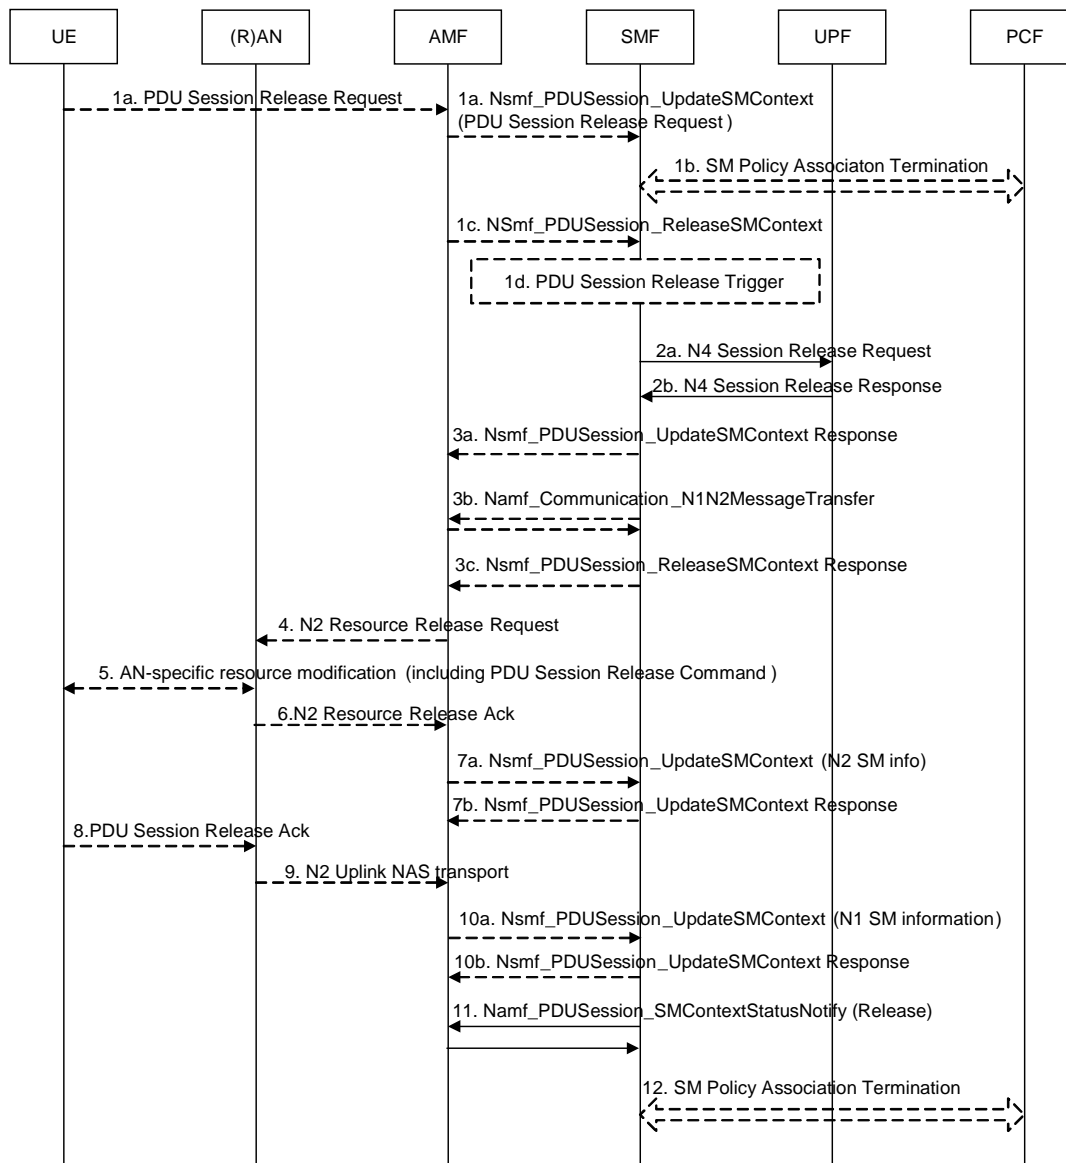 UE
(R)AN
AMF
SMF
UPF
PCF
1a. PDU Session Release Request
1a. Nsmf_PDUSession_UpdateSMContext
(PDU Session Release Request )
1b. SM Policy Associaton Termination
1c. NSmf_PDUSession_ReleaseSMContext
1d. PDU Session Release Trigger
2a. N4 Session Release Request
2b. N4 Session Release Response
3a. Nsmf_PDUSession_UpdateSMContext Response
3b. Namf_Communication_N1N2MessageTransfer
3c. Nsmf_PDUSession_ReleaseSMContext Response
4. N2 Resource Release Request
5. AN-specific resource modification (including PDU Session Release Command )
6.N2 Resource Release Ack
7a. Nsmf_PDUSession_UpdateSMContext (N2 SM info)
7b. Nsmf_PDUSession_UpdateSMContext Response
8.PDU Session Release Ack
9. N2 Uplink NAS transport
10a. Nsmf_PDUSession_UpdateSMContext (N1 SM information)
10b. Nsmf_PDUSession_UpdateSMContext Response
11. Namf_PDUSession_SMContextStatusNotify (Release)
12. SM Policy Association Termination